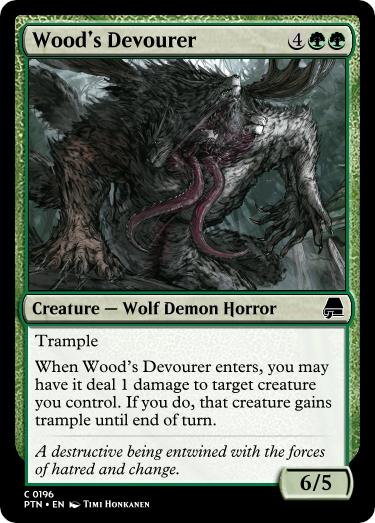 Wood's Devourer 4
Creature — Wolf Demon Horror
Trample
When Wood's Devourer enters, you may
have it deal 1 damage to target creature
you control. If you do, that creature gains
trample until end of turn.
A destructive being entwined with the forces
of hatred and change.
6/5
C 0196
PTN • EN Timi Honkanen